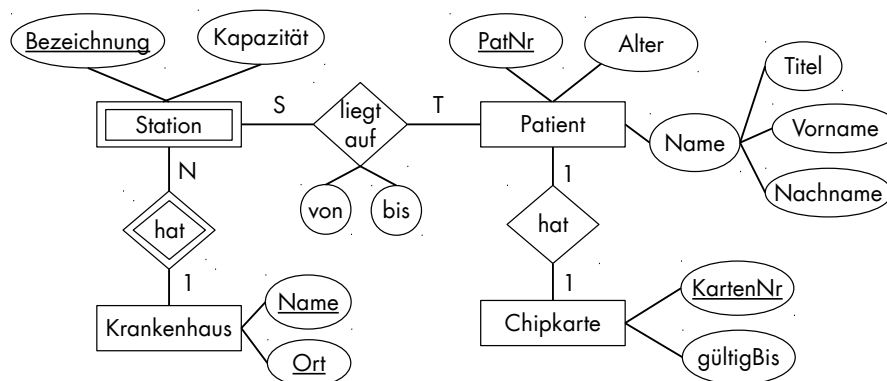 Bezeichnung
Kapazität
PatNr
Alter
Titel
Station
S
liegt
auf
T
Patient
Name
Vorname
Nachname
N
von
bis
1
hat
hat
1
1
Krankenhaus
Name
Ort
Chipkarte
KartenNr
gültigBis